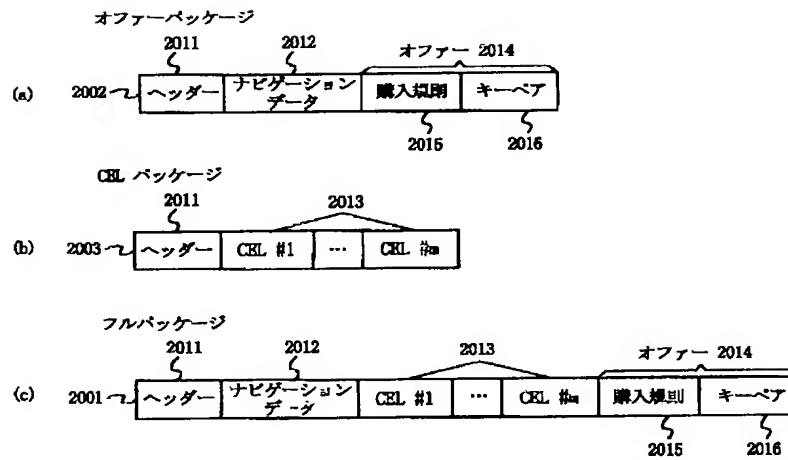 オファーパッケージ
2011 2012 オファー 2014
(a) 2002 ヘッダー ナビゲーションデータ 購入規則 キーペア
2015 2016
CEL パッケージ
2011 2013
(b) 2003 ヘッダー CEL #1 … CEL #m
フルパッケージ
2011 2012 2013 オファー 2014
(c) 2001 ヘッダー ナビゲーションデータ CEL #1 … CEL #m 購入規則 キーペア
2015 2016